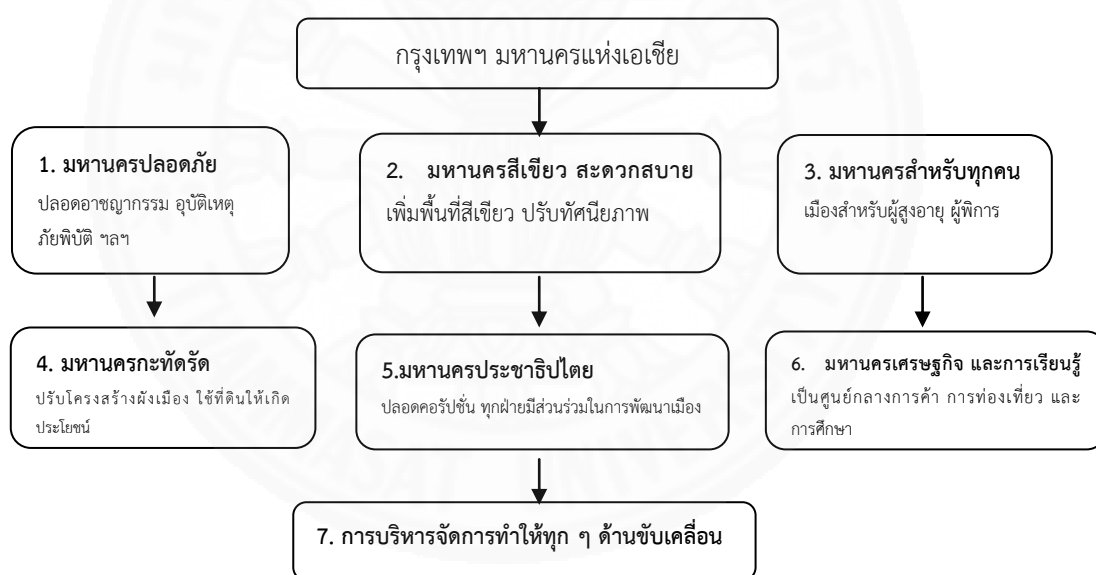 กรุงเทพฯ มหานครแห่งเอเชีย
1. มหานครปลอดภัย
ปลอดอาชญากรรม อุบัติเหตุ
ภัยพิบัติ ฯลฯ
2. มหานครสีเขียว สะดวกสบาย
เพิ่มพื้นที่สีเขียว ปรับทัศนียภาพ
3. มหานครสำหรับทุกคน
เมืองสำหรับผู้สูงอายุ ผู้พิการ
4. มหานครกะทัดรัด
ปรับโครงสร้างผังเมือง ใช้ที่ดินให้เกิด
ประโยชน์
5.มหานครประชาธิปไตย
ปลอดคอรัปชั่น ทุกฝ่ายมีส่วนร่วมในการพัฒนาเมือง
6. มหานครเศรษฐกิจ และการเรียนรู้
เป็นศูนย์กลางการค้า การท่องเที่ยว และ
การศึกษา
7. การบริหารจัดการทำให้ทุก ๆ ด้านขับเคลื่อน